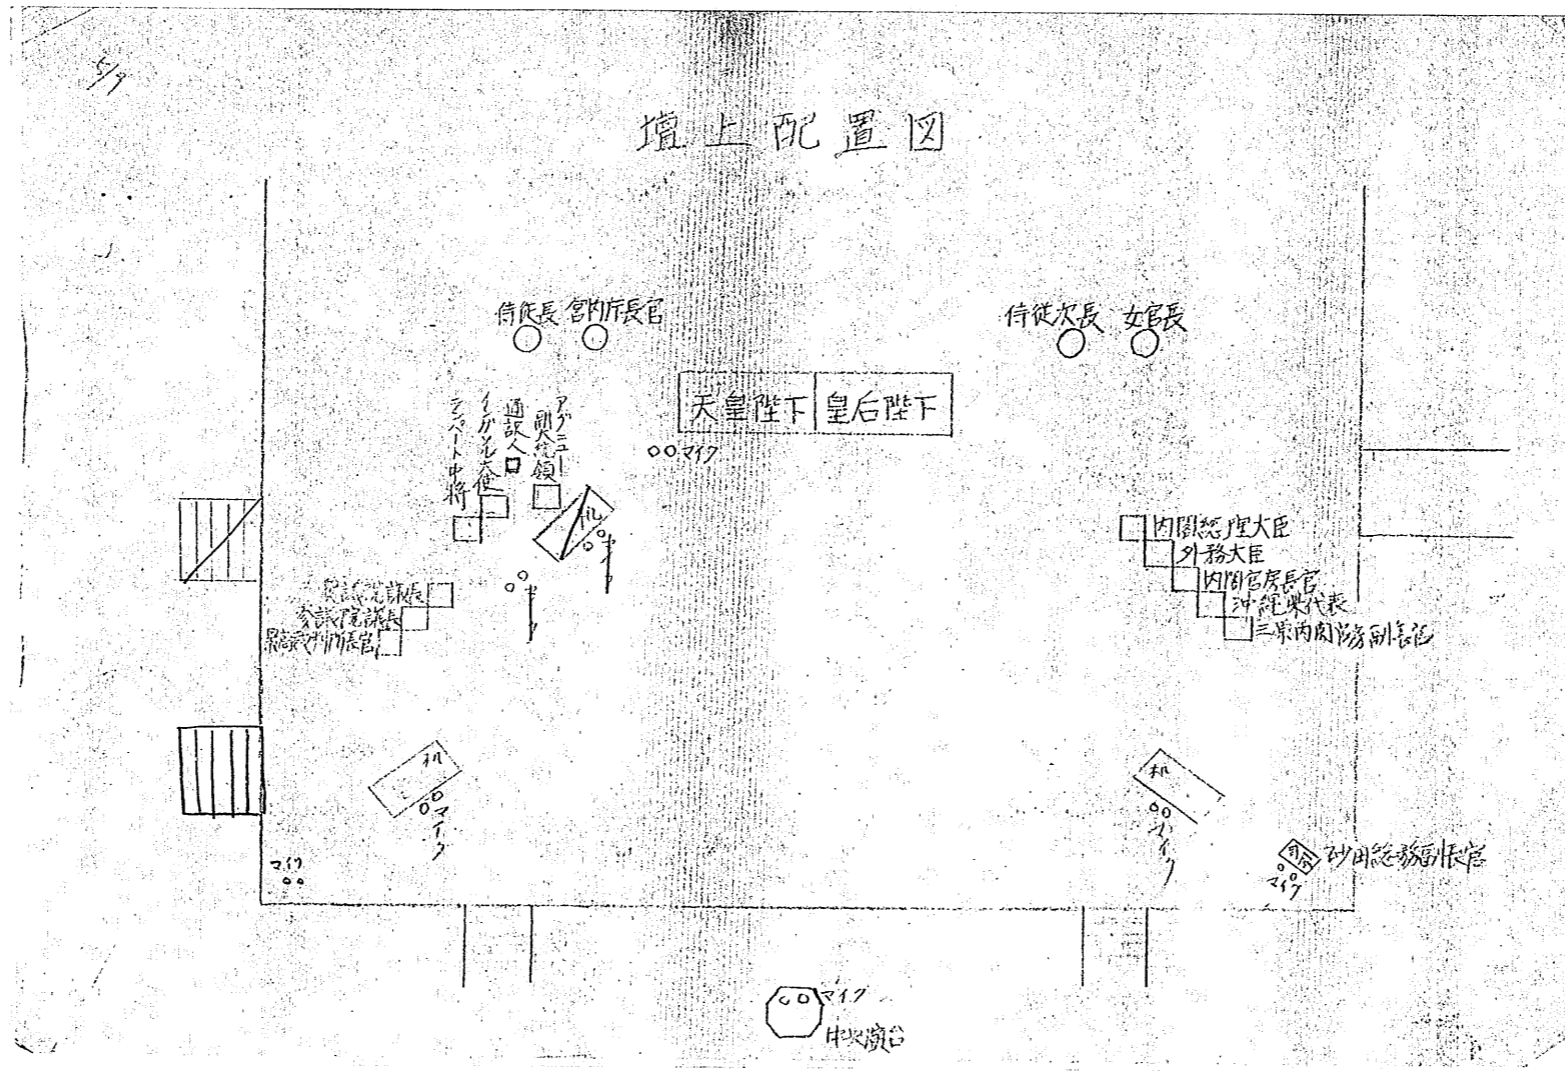 5/9
壇上配置図
侍従長
宮内庁長官
侍従次長
女官長
天皇陛下
皇后陛下
マイク
アグニュー
副大統領
通訳人
インガソル大使
ランパート中将
机
衆議院議長
参議院議長
最高裁判所長官
内閣総理大臣
外務大臣
内閣官房長官
沖縄県代表
三原内閣官房副長官
机
マイク
机
マイク
マイク
司会
マイク
砂田総務副長官
マイク
中央演台